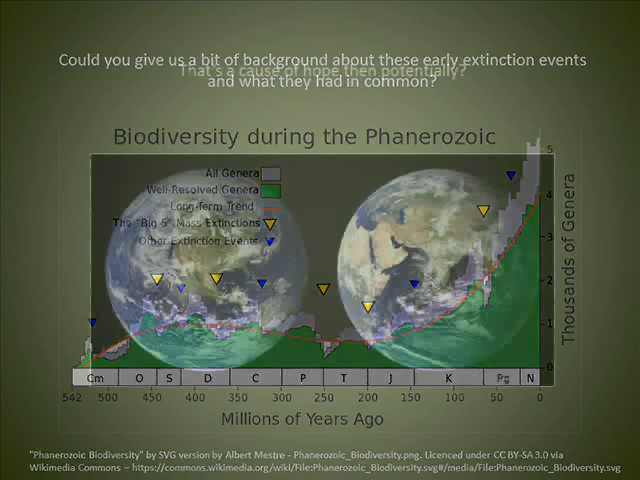 Could you give us a bit of background about these early extinction events
That's a cause of hope then potentially?
and what they had in common?
Biodiversity during the Phanerozoic
All Genera
Well-Resolved Genera
Long-Term Trend
The "Big 5" Mass Extinctions
Other Extinction Events
5
4
3
2
1
0
Thousands of Genera
Cm O S D C P T J K Pg N
542 500 450 400 350 300 250 200 150 100 50 0
Millions of Years Ago
"Phanerozoic Biodiversity" by SVG version by Albert Mestre - Phanerozoic_Biodiversity.png. Licenced under CC BY-SA 3.0 via
Wikimedia Commons – https://commons.wikimedia.org/wiki/File:Phanerozoic_Biodiversity.svg#/media/File:Phanerozoic_Biodiversity.svg